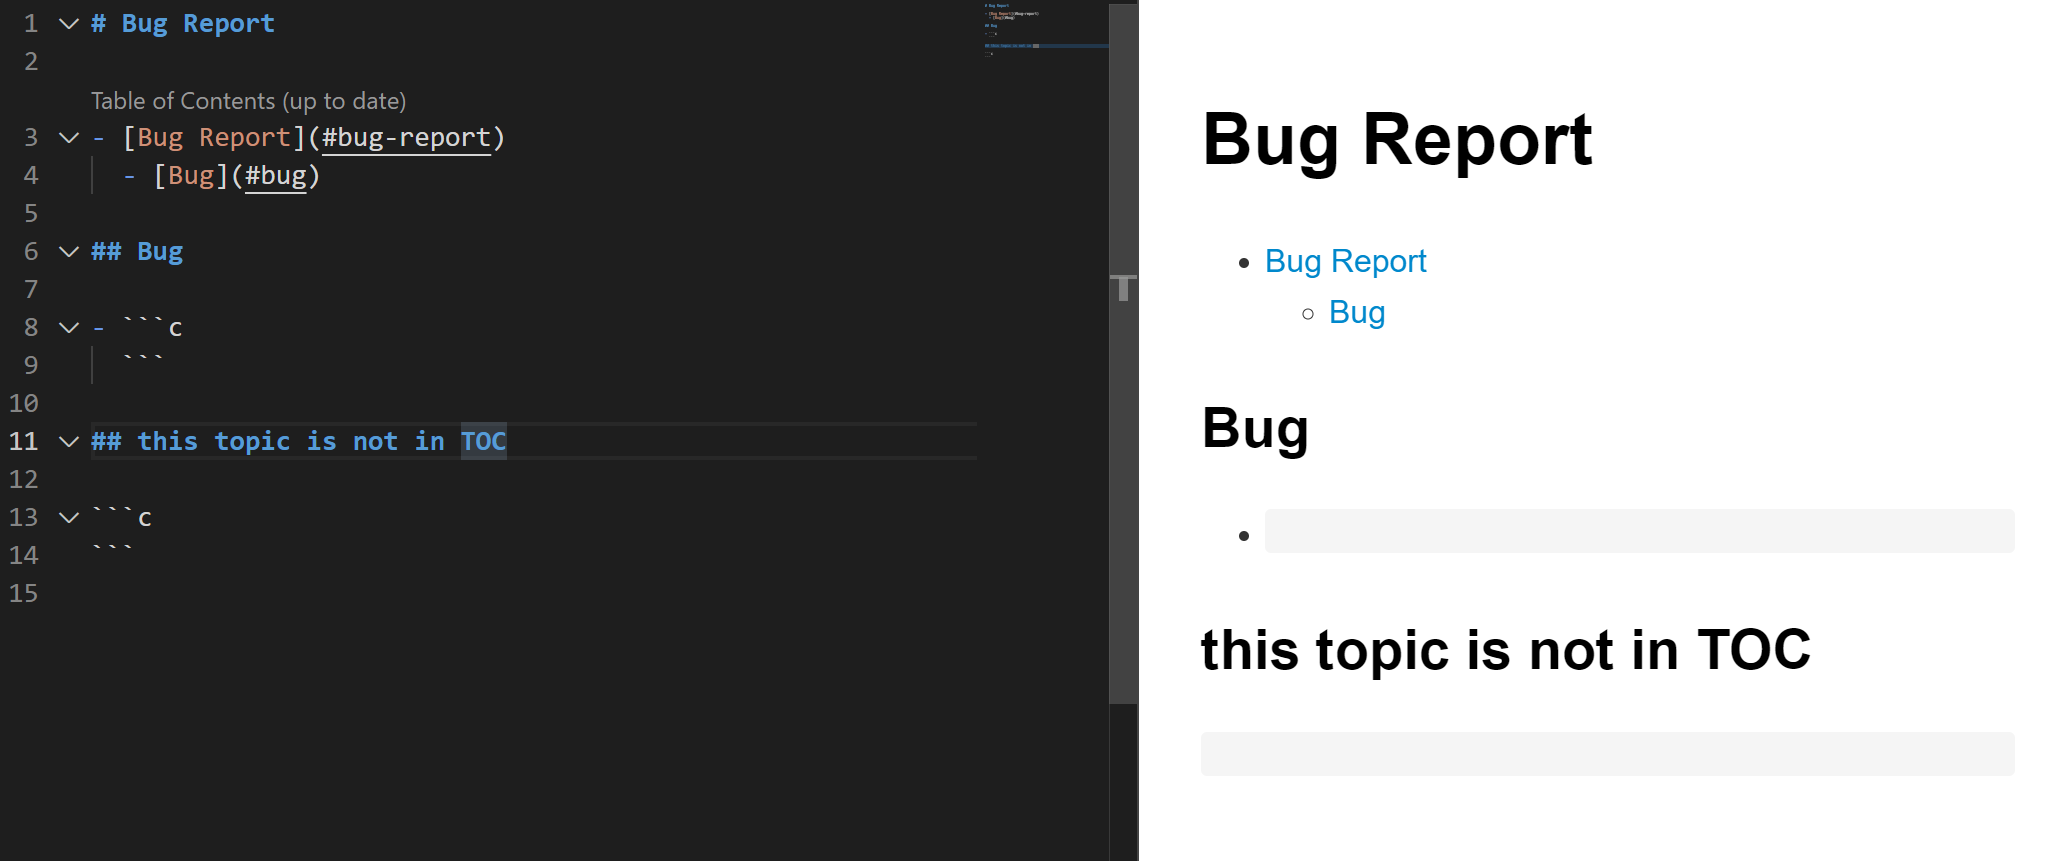 1 # Bug Report
2
Table of Contents (up to date)
3 - [Bug Report](#bug-report)
4 - [Bug](#bug)
5
6 ## Bug
7
8 - ```c
9 ```
10
11 ## this topic is not in TOC
12
13 ```c
14 ```
15
Bug Report
Bug Report
Bug
Bug
this topic is not in TOC